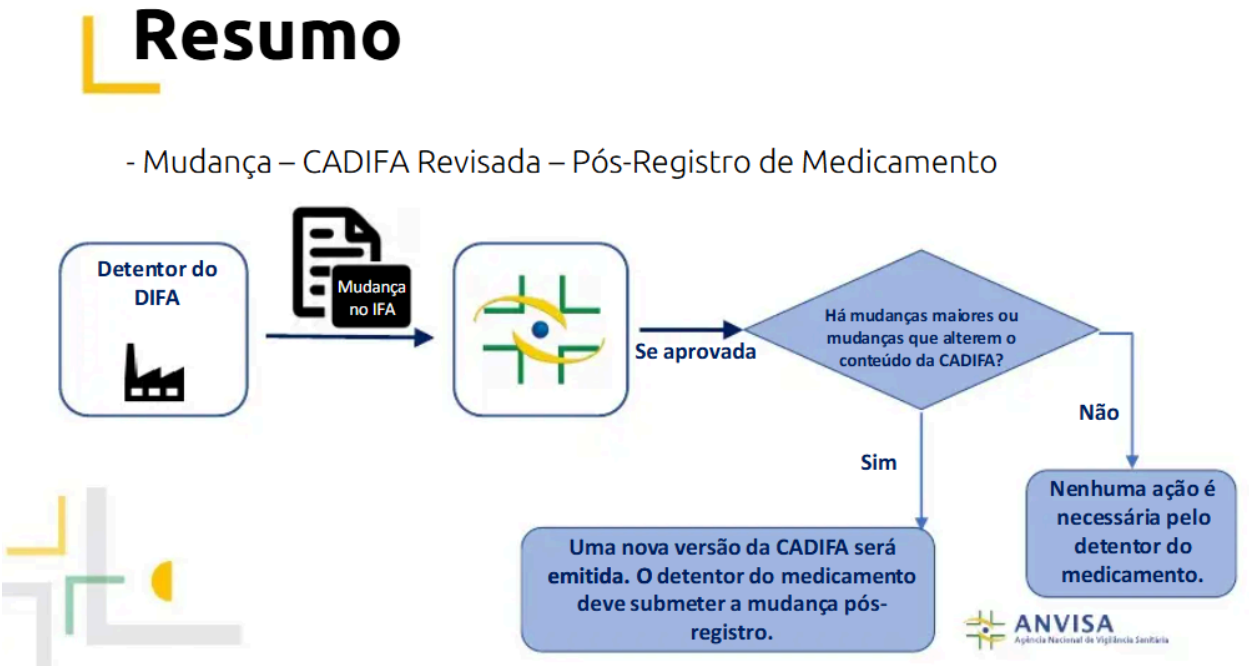 Resumo
- Mudança – CADIFA Revisada – Pós-Registro de Medicamento
Detentor do
DIFA
Mudança
no IFA
Se aprovada
Há mudanças maiores ou
mudanças que alterem o
conteúdo da CADIFA?
Não
Sim
Nenhuma ação é
necessária pelo
detentor do
medicamento.
Uma nova versão da CADIFA será
emitida. O detentor do medicamento
deve submeter a mudança pós-
registro.
ANVISA
Agência Nacional de Vigilância Sanitária